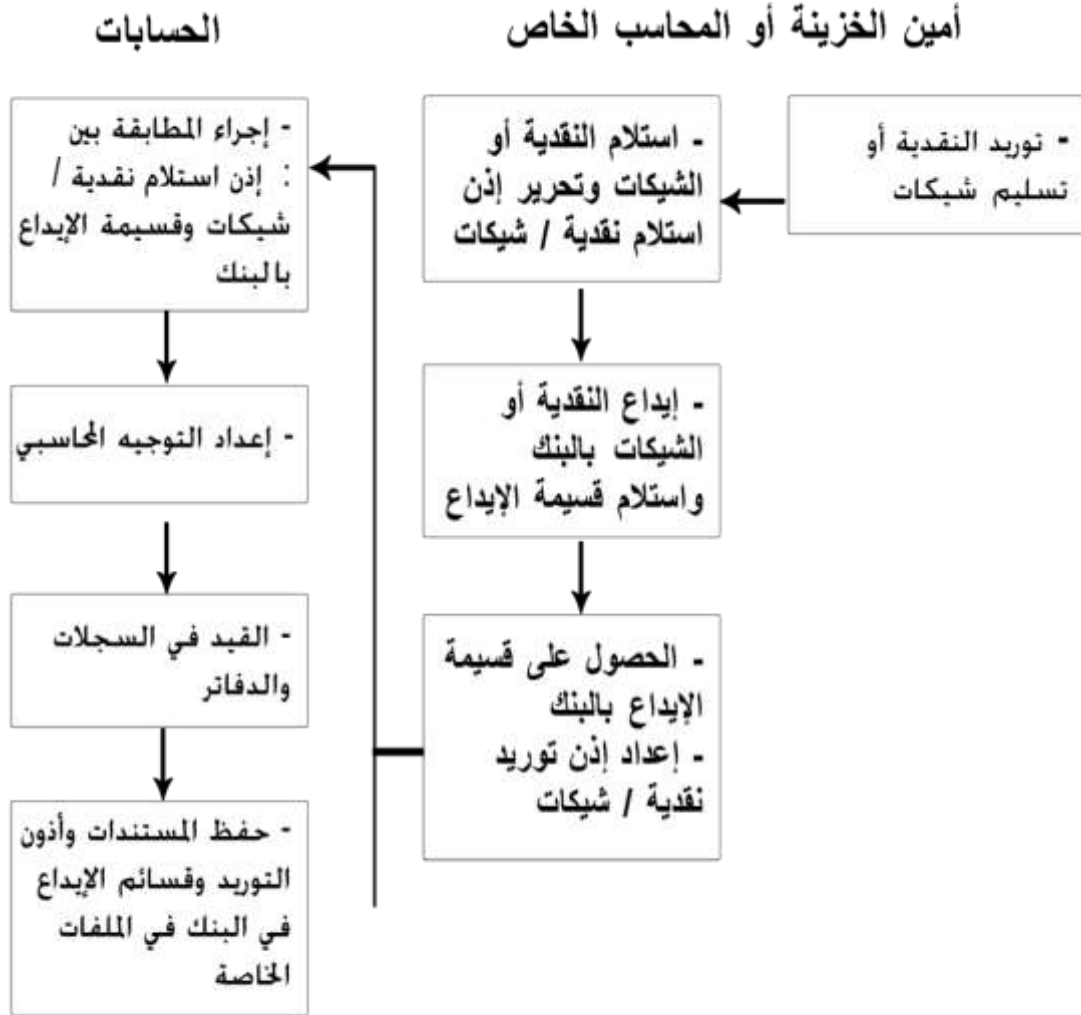 أمين الخزينة أو المحاسب الخاص
الحسابات
- توريد النقدية أو
تسليم شيكات
- استلام النقدية أو
الشيكات وتحرير إذن
استلام نقدية / شيكات
- إيداع النقدية أو
الشيكات بالبنك
واستلام قسيمة الإيداع
- الحصول على قسيمة
الإيداع بالبنك
- إعداد إذن توريد
نقدية / شيكات
- إجراء المطابقة بين
: إذن استلام نقدية /
شيكات وقسيمة الإيداع
بالبنك
- إعداد التوجيه المحاسبي
- القيد في السجلات
والدفاتر
- حفظ المستندات وأذون
التوريد وقسائم الإيداع
في البنك في الملفات
الخاصة